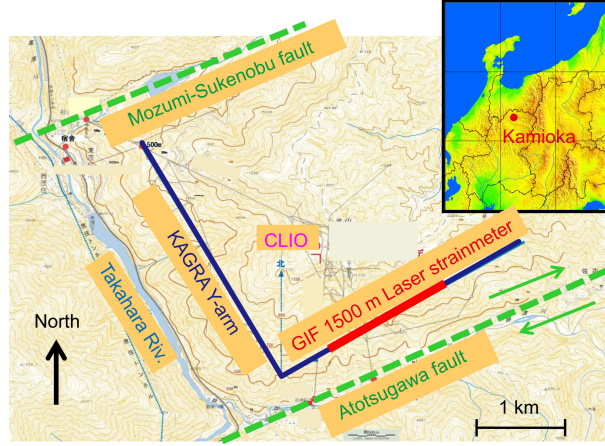 Mozumi-Sukenobu fault
Kamioka
500m
CLIO
北
KAGRA Y-arm
GIF 1500 m Laser strainmeter
Takahara Riv.
North
Atotsugawa fault
1 km